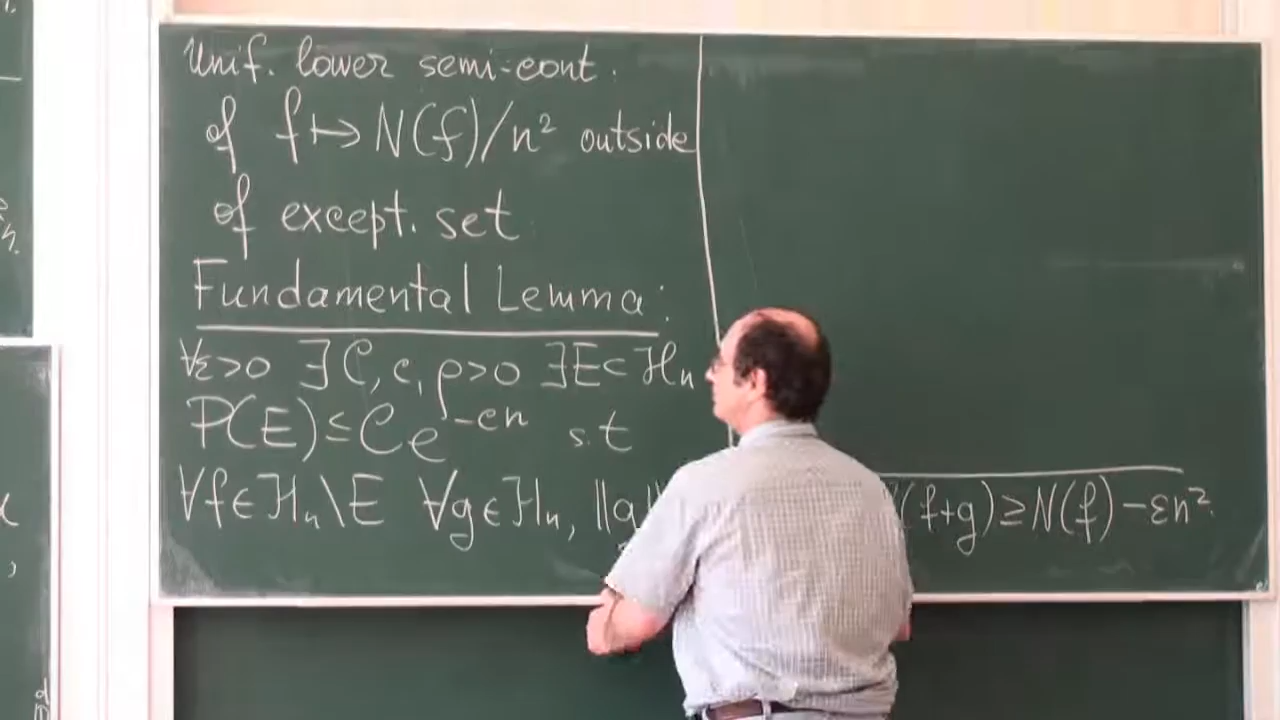 Unif. lower semi-cont.
of f ↦ N(f)/n² outside
of except. set
Fundamental Lemma:
∀ε>0 ∃C, c, ρ>0 ∃E⊂ℋₙ
P(E)≤Ce^{-cn} s.t
∀f∈ℋₙ\E ∀g∈ℋₙ, ‖g‖ (f+g)≥N(f)-εn².